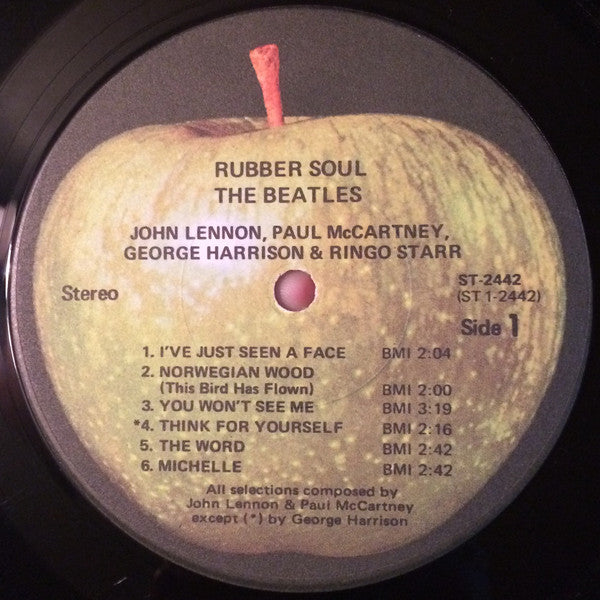 RUBBER SOUL
THE BEATLES
JOHN LENNON, PAUL McCARTNEY,
GEORGE HARRISON & RINGO STARR
Stereo
ST-2442
(ST 1-2442)
Side 1
1. I'VE JUST SEEN A FACE BMI 2:04
2. NORWEGIAN WOOD
(This Bird Has Flown) BMI 2:00
3. YOU WON'T SEE ME BMI 3:19
*4. THINK FOR YOURSELF BMI 2:16
5. THE WORD BMI 2:42
6. MICHELLE BMI 2:42
All selections composed by
John Lennon & Paul McCartney
except (*) by George Harrison